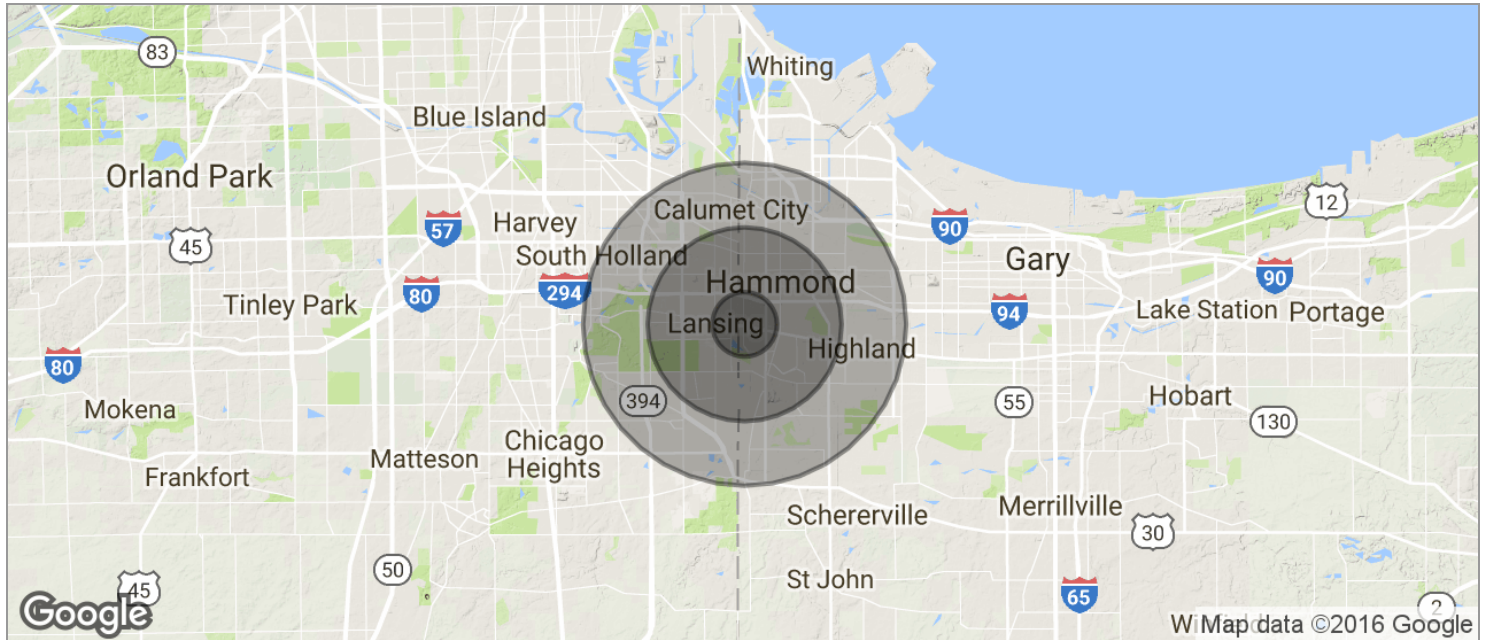 83
Whiting
Blue Island
Orland Park
12
Calumet City
Harvey
57
90
45
South Holland
Gary
90
Hammond
294
80
Tinley Park
Lake Station
Portage
94
Lansing
Highland
80
Hobart
394
55
Mokena
130
Chicago
Heights
Matteson
Frankfort
Merrillville
Schererville
30
50
St John
45
65
2
Google
Map data ©2016 Google